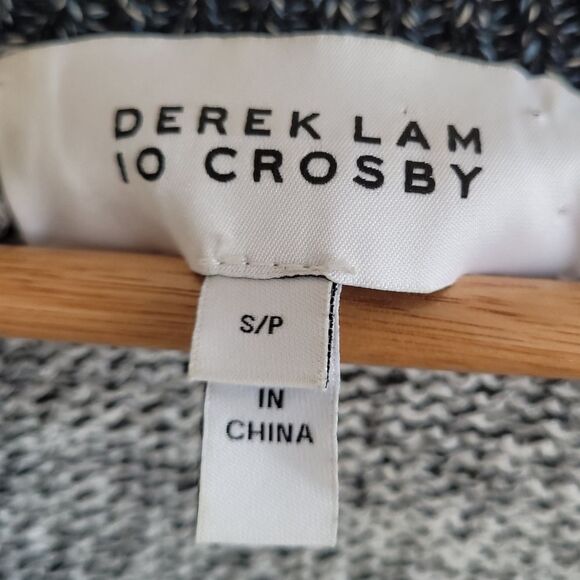 DEREK LAM
10 CROSBY
S/P
IN
CHINA